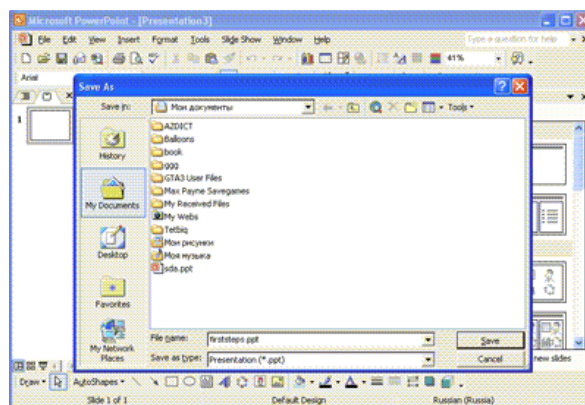 Microsoft PowerPoint - [Presentation3]
File Edit View Insert Format Tools Slide Show Window Help
Type a question for help
41%
Arial
Save As
Save in:
Мои документы
Tools
1
History
My Documents
Desktop
Favorites
My Network Places
AZDICT
Balloons
book
ggg
GTA3 User Files
Max Payne Savegames
My Received Files
My Webs
Tetbiq
Мои рисунки
Моя музыка
sda.ppt
File name:
firststeps.ppt
Save
Save as type:
Presentation (*.ppt)
Cancel
new slides
Draw
AutoShapes
Slide 1 of 1
Default Design
Russian (Russia)